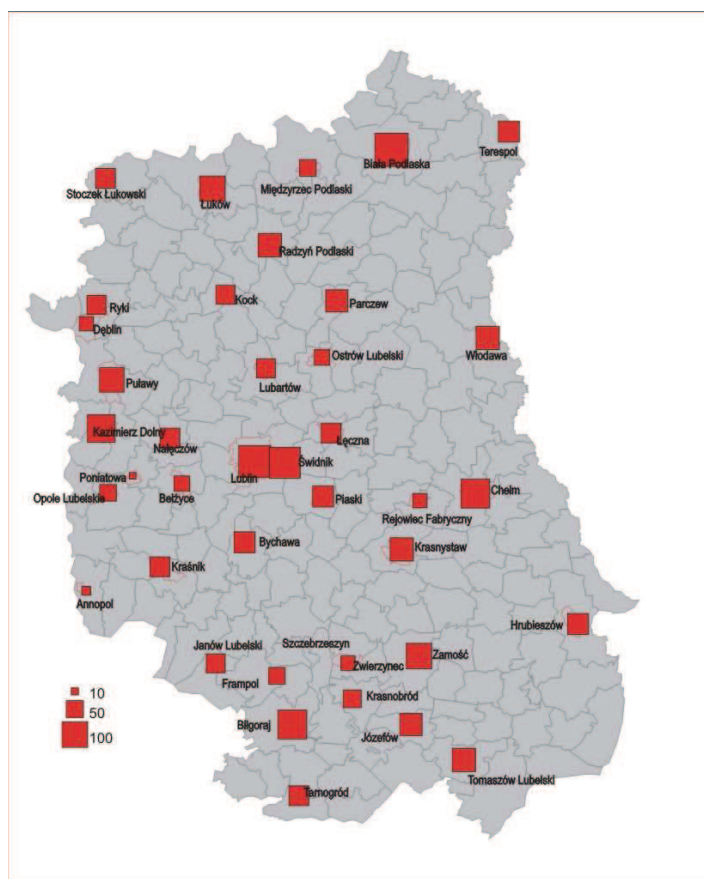 Terespol
Biała Podlaska
Międzyrzec Podlaski
Stoczek Łukowski
Łuków
Radzyń Podlaski
Kock
Parczew
Ryki
Dęblin
Włodawa
Ostrów Lubelski
Lubartów
Puławy
Kazimierz Dolny
Nałęczów
Łęczna
Lublin
Świdnik
Poniatowa
Opole Lubelskie
Bełżyce
Piaski
Chełm
Rejowiec Fabryczny
Bychawa
Krasnystaw
Kraśnik
Annopol
Hrubieszów
Janów Lubelski
Szczebrzeszyn
Zamość
Zwierzynec
Frampol
Krasnobród
Biłgoraj
Józefów
Tomaszów Lubelski
Tarnogród
10
50
100